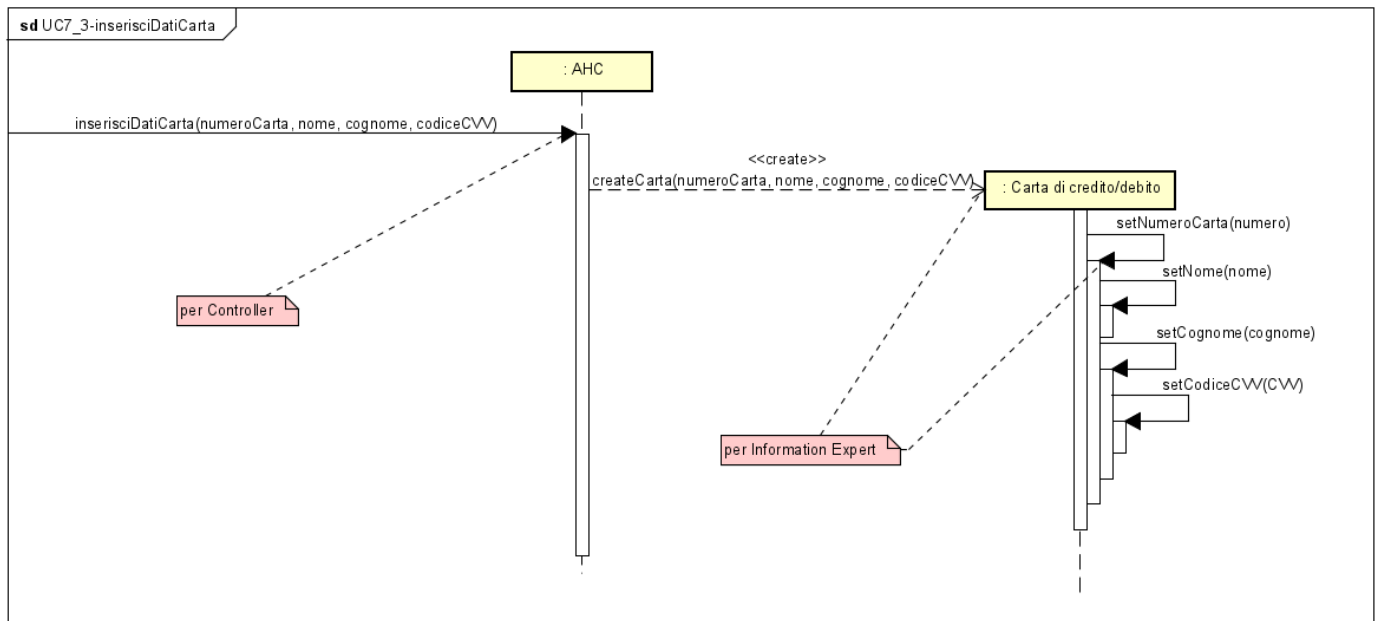 sd UC7_3-inserisciDatiCarta
: AHC
inserisciDatiCarta(numeroCarta, nome, cognome, codiceCVV)
<<create>>
createCarta(numeroCarta, nome, cognome, codiceCVV)
: Carta di credito/debito
setNumeroCarta(numero)
setNome(nome)
per Controller
setCognome(cognome)
setCodiceCVV(CVV)
per Information Expert